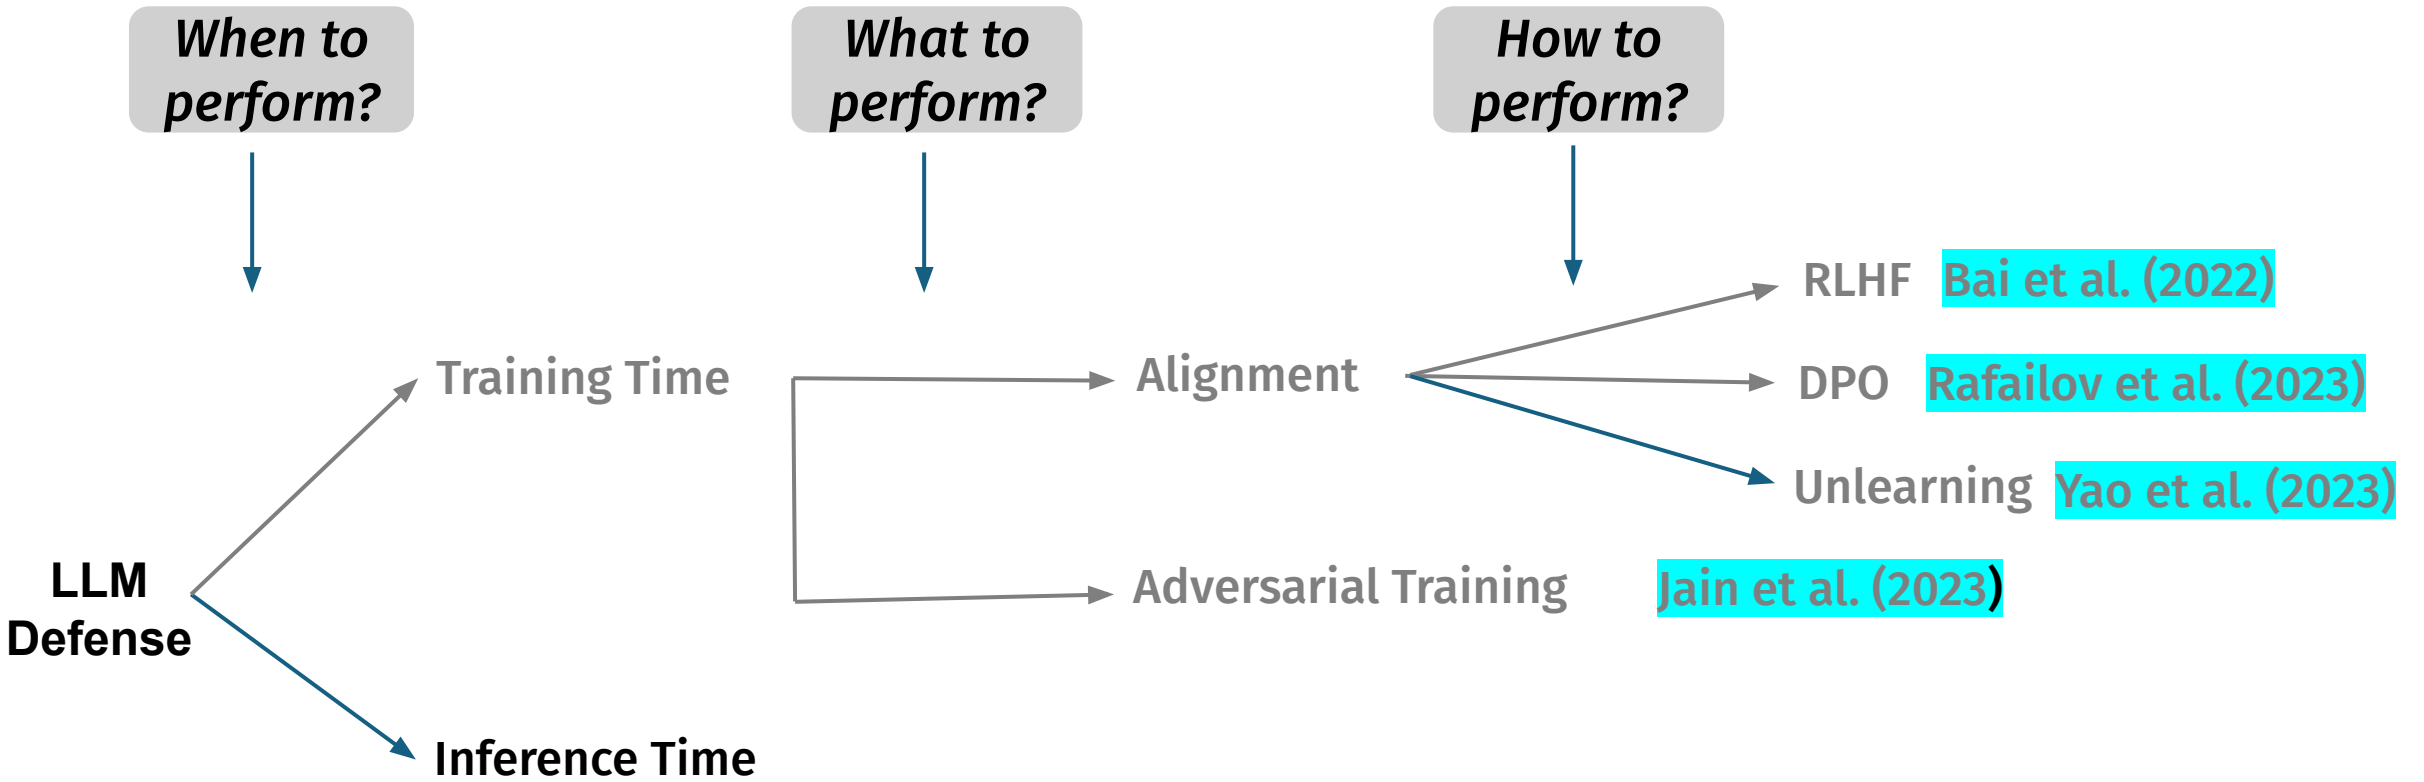 When to
perform?
What to
perform?
How to
perform?
RLHF Bai et al. (2022)
Training Time
Alignment
DPO Rafailov et al. (2023)
Unlearning Yao et al. (2023)
LLM
Defense
Adversarial Training Jain et al. (2023)
Inference Time